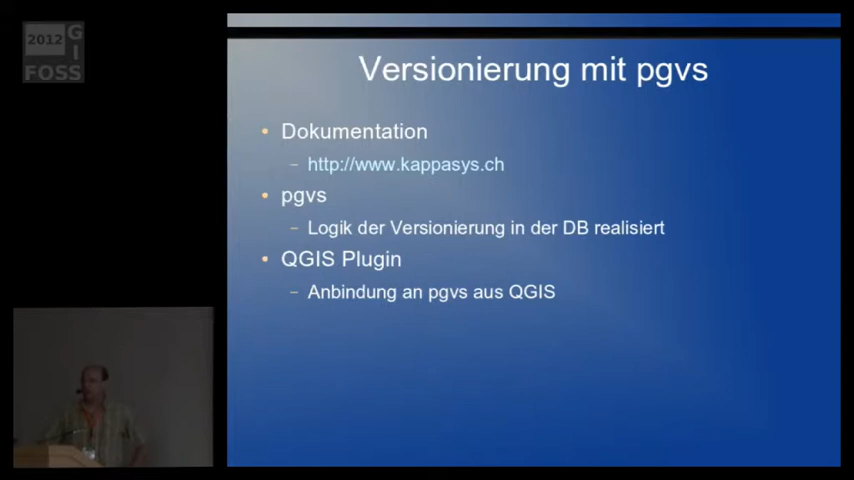 2012
GI
FOSS
Versionierung mit pgvs
• Dokumentation
– http://www.kappasys.ch
• pgvs
– Logik der Versionierung in der DB realisiert
• QGIS Plugin
– Anbindung an pgvs aus QGIS